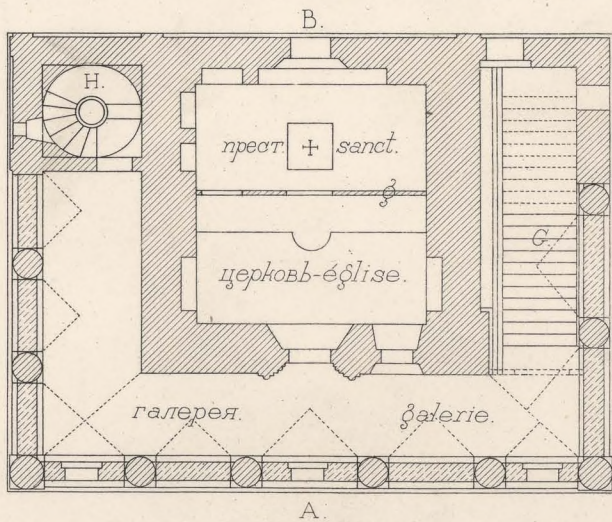 B.
H.
прест. sanct.
g
G.
церковь-église.
галерея. galerie.
A.